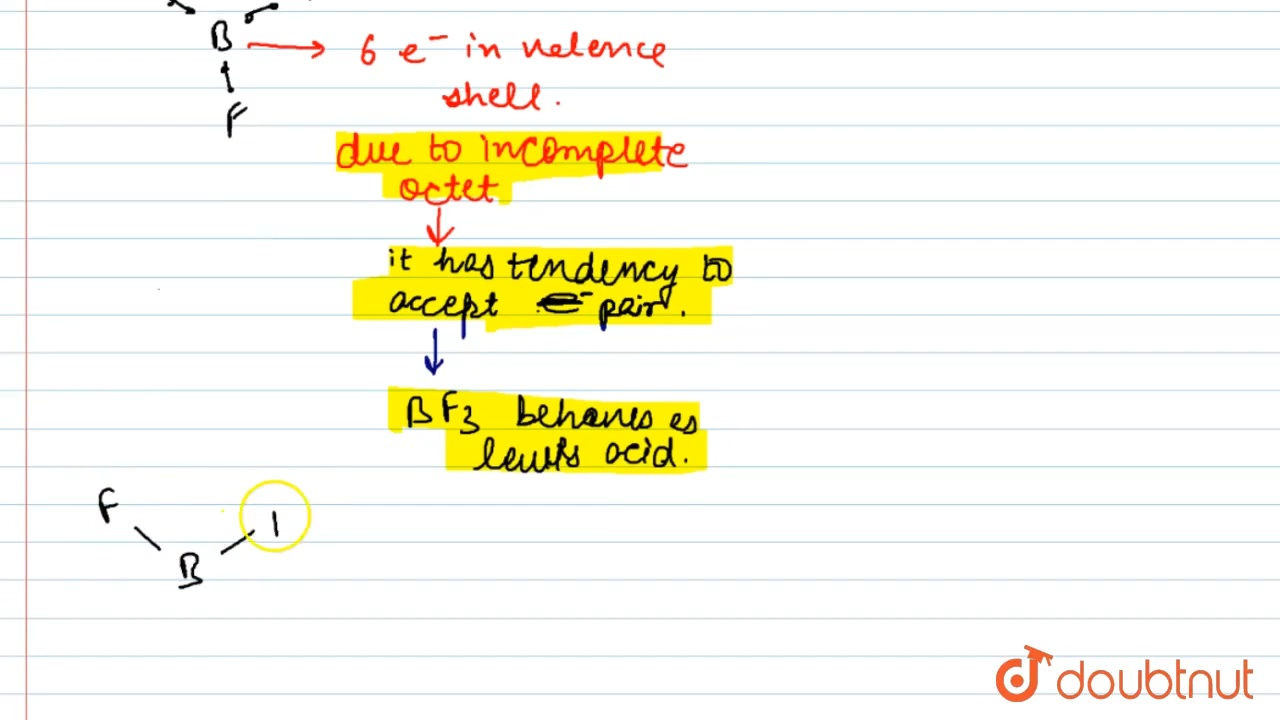 B → 6 e⁻ in valence
shell.
F
due to incomplete
octet
it has tendency to
accept e⁻ pair.
BF₃ behaves as
lewis acid.
F
B
doubtnut